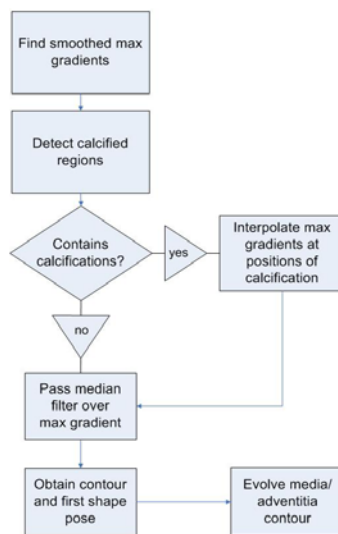 Find smoothed max
gradients
Detect calcified
regions
Contains
calcifications?
yes
Interpolate max
gradients at
positions of
calcification
no
Pass median
filter over
max gradient
Obtain contour
and first shape
pose
Evolve media/
adventitia
contour